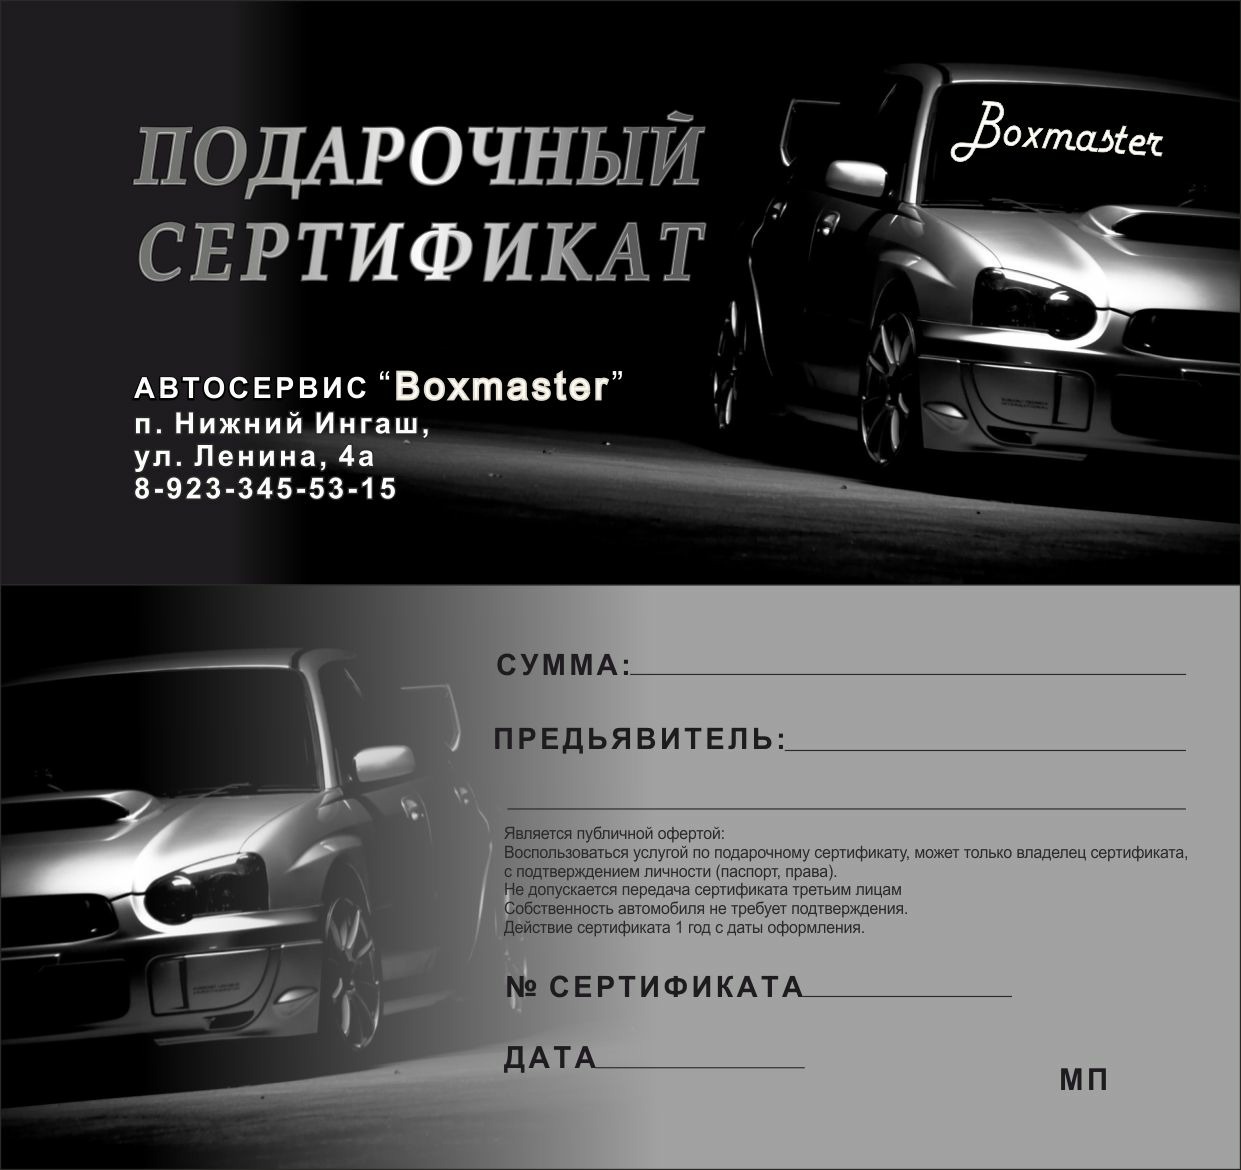 ПОДАРОЧНЫЙ
СЕРТИФИКАТ
Boxmaster
АВТОСЕРВИС “Boxmaster”
п. Нижний Ингаш,
ул. Ленина, 4а
8-923-345-53-15
СУММА:
ПРЕДЬЯВИТЕЛЬ:
Является публичной офертой:
Воспользоваться услугой по подарочному сертификату, может только владелец сертификата,
с подтверждением личности (паспорт, права).
Не допускается передача сертификата третьим лицам
Собственность автомобиля не требует подтверждения.
Действие сертификата 1 год с даты оформления.
№ СЕРТИФИКАТА
ДАТА
МП